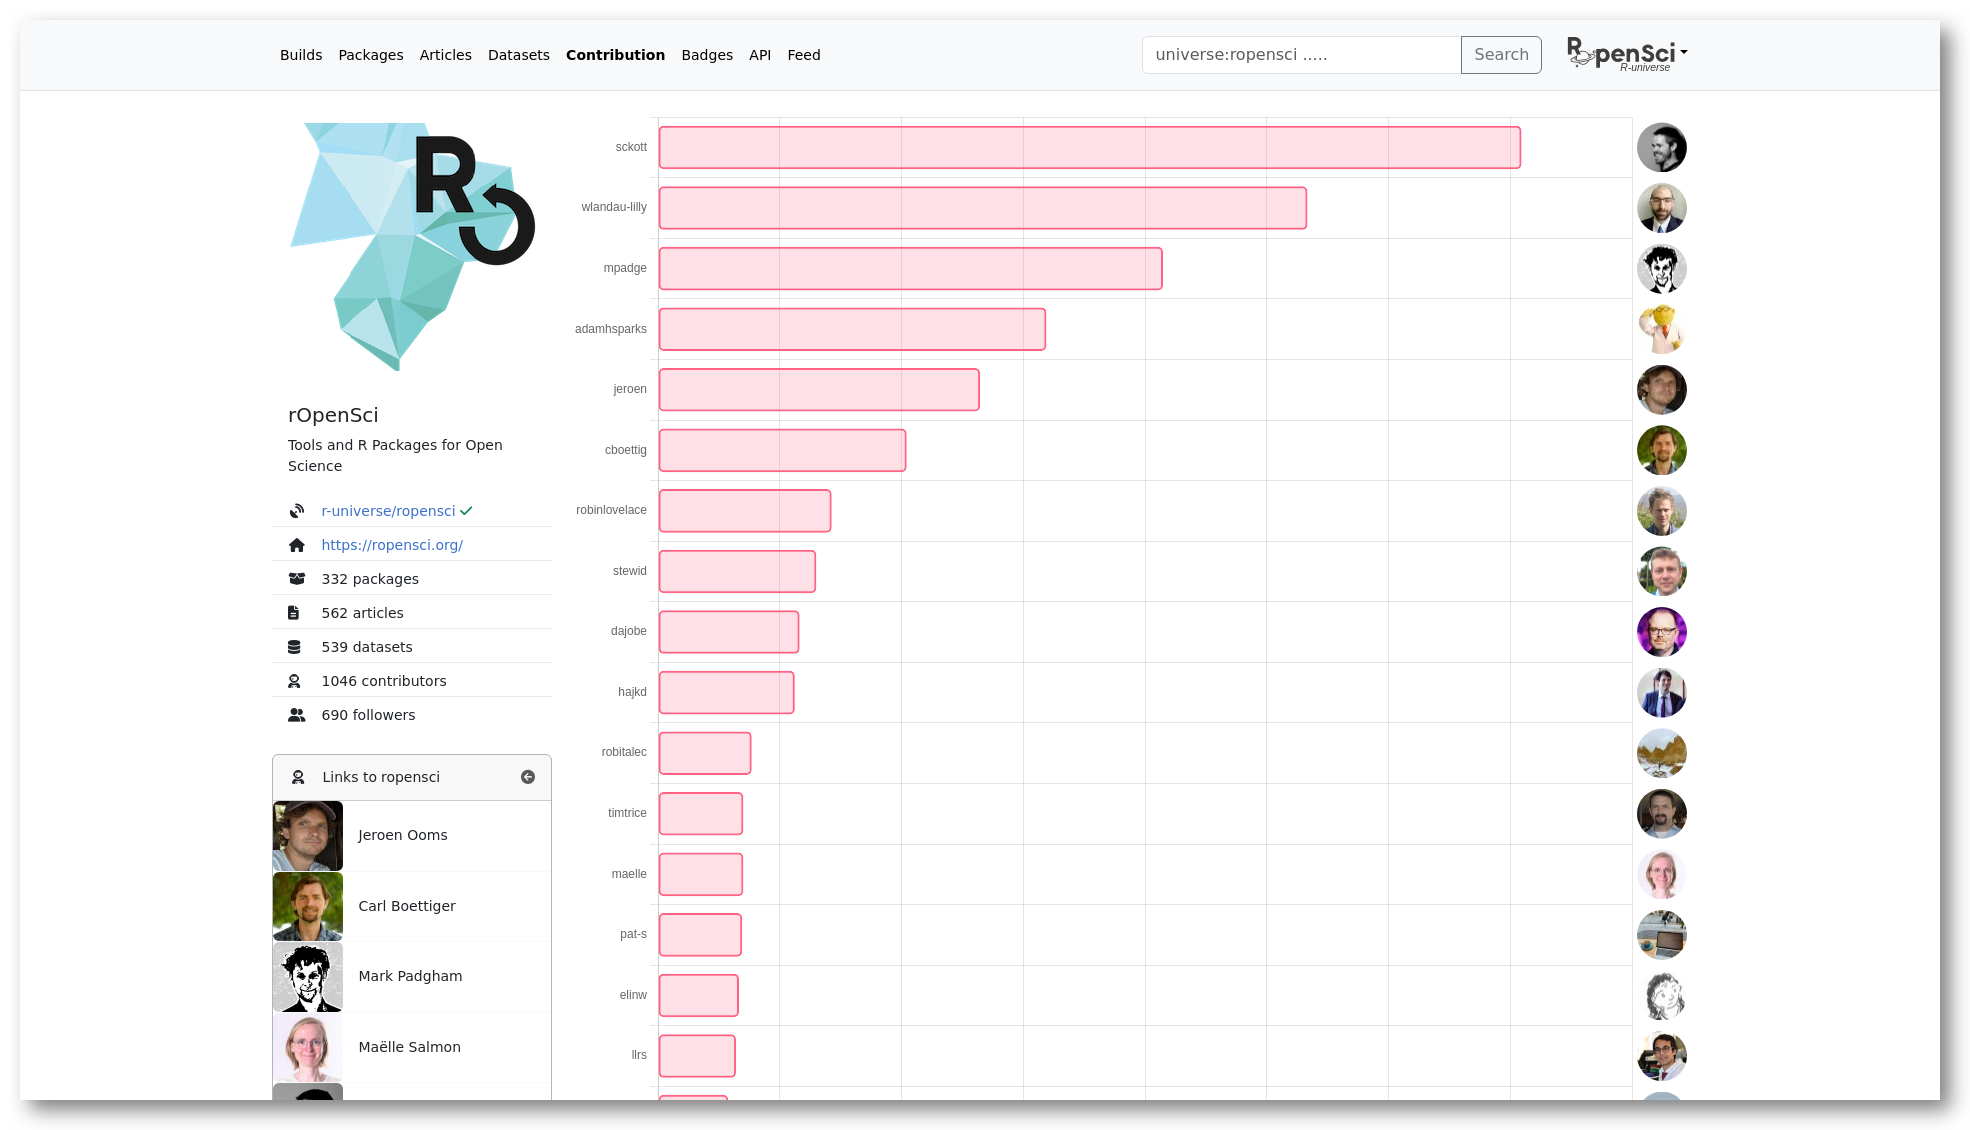 Builds Packages Articles Datasets Contribution Badges API Feed
universe:ropensci .....
Search
ROpenSci
R-universe
R
rOpenSci
Tools and R Packages for Open
Science
r-universe/ropensci
https://ropensci.org/
332 packages
562 articles
539 datasets
1046 contributors
690 followers
Links to ropensci
Jeroen Ooms
Carl Boettiger
Mark Padgham
Maëlle Salmon
sckott
wlandau-lilly
mpadge
adamhsparks
jeroen
cboettig
robinlovelace
stewid
dajobe
hajkd
robitalec
timtrice
maelle
pat-s
elinw
llrs